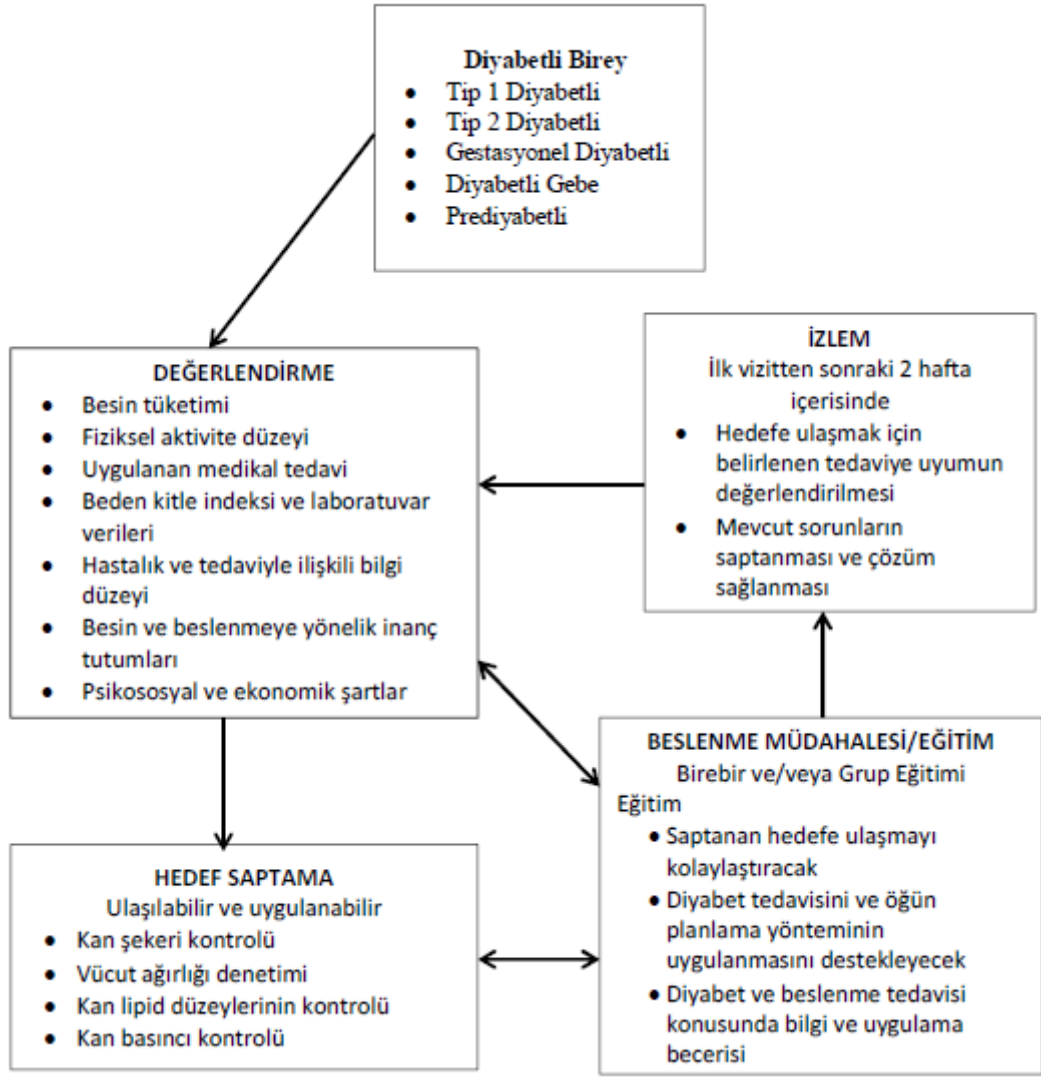 Diyabetli Birey
• Tip 1 Diyabetli
• Tip 2 Diyabetli
• Gestasyonel Diyabetli
• Diyabetli Gebe
• Prediyabetli
DEĞERLENDİRME
• Besin tüketimi
• Fiziksel aktivite düzeyi
• Uygulanan medikal tedavi
• Beden kitle indeksi ve laboratuvar
verileri
• Hastalık ve tedaviyle ilişkili bilgi
düzeyi
• Besin ve beslenmeye yönelik inanç
tutumları
• Psikososyal ve ekonomik şartlar
İZLEM
İlk vizitten sonraki 2 hafta
içerisinde
• Hedefe ulaşmak için
belirlenen tedaviye uyumun
değerlendirilmesi
• Mevcut sorunların
saptanması ve çözüm
sağlanması
HEDEF SAPTAMA
Ulaşılabilir ve uygulanabilir
• Kan şekeri kontrolü
• Vücut ağırlığı denetimi
• Kan lipid düzeylerinin kontrolü
• Kan basıncı kontrolü
BESLENME MÜDAHALESİ/EĞİTİM
Birebir ve/veya Grup Eğitimi
Eğitim
• Saptanan hedefe ulaşmayı
kolaylaştıracak
• Diyabet tedavisini ve öğün
planlama yönteminin
uygulanmasını destekleyecek
• Diyabet ve beslenme tedavisi
konusunda bilgi ve uygulama
becerisi